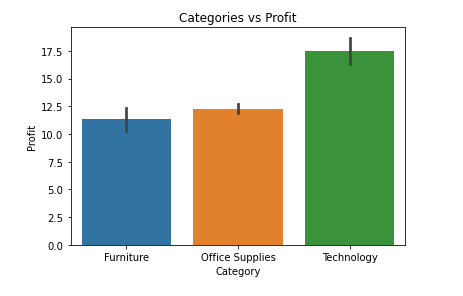 Categories vs Profit
17.5
15.0
12.5
10.0
7.5
5.0
2.5
0.0
Profit
Furniture
Office Supplies
Technology
Category